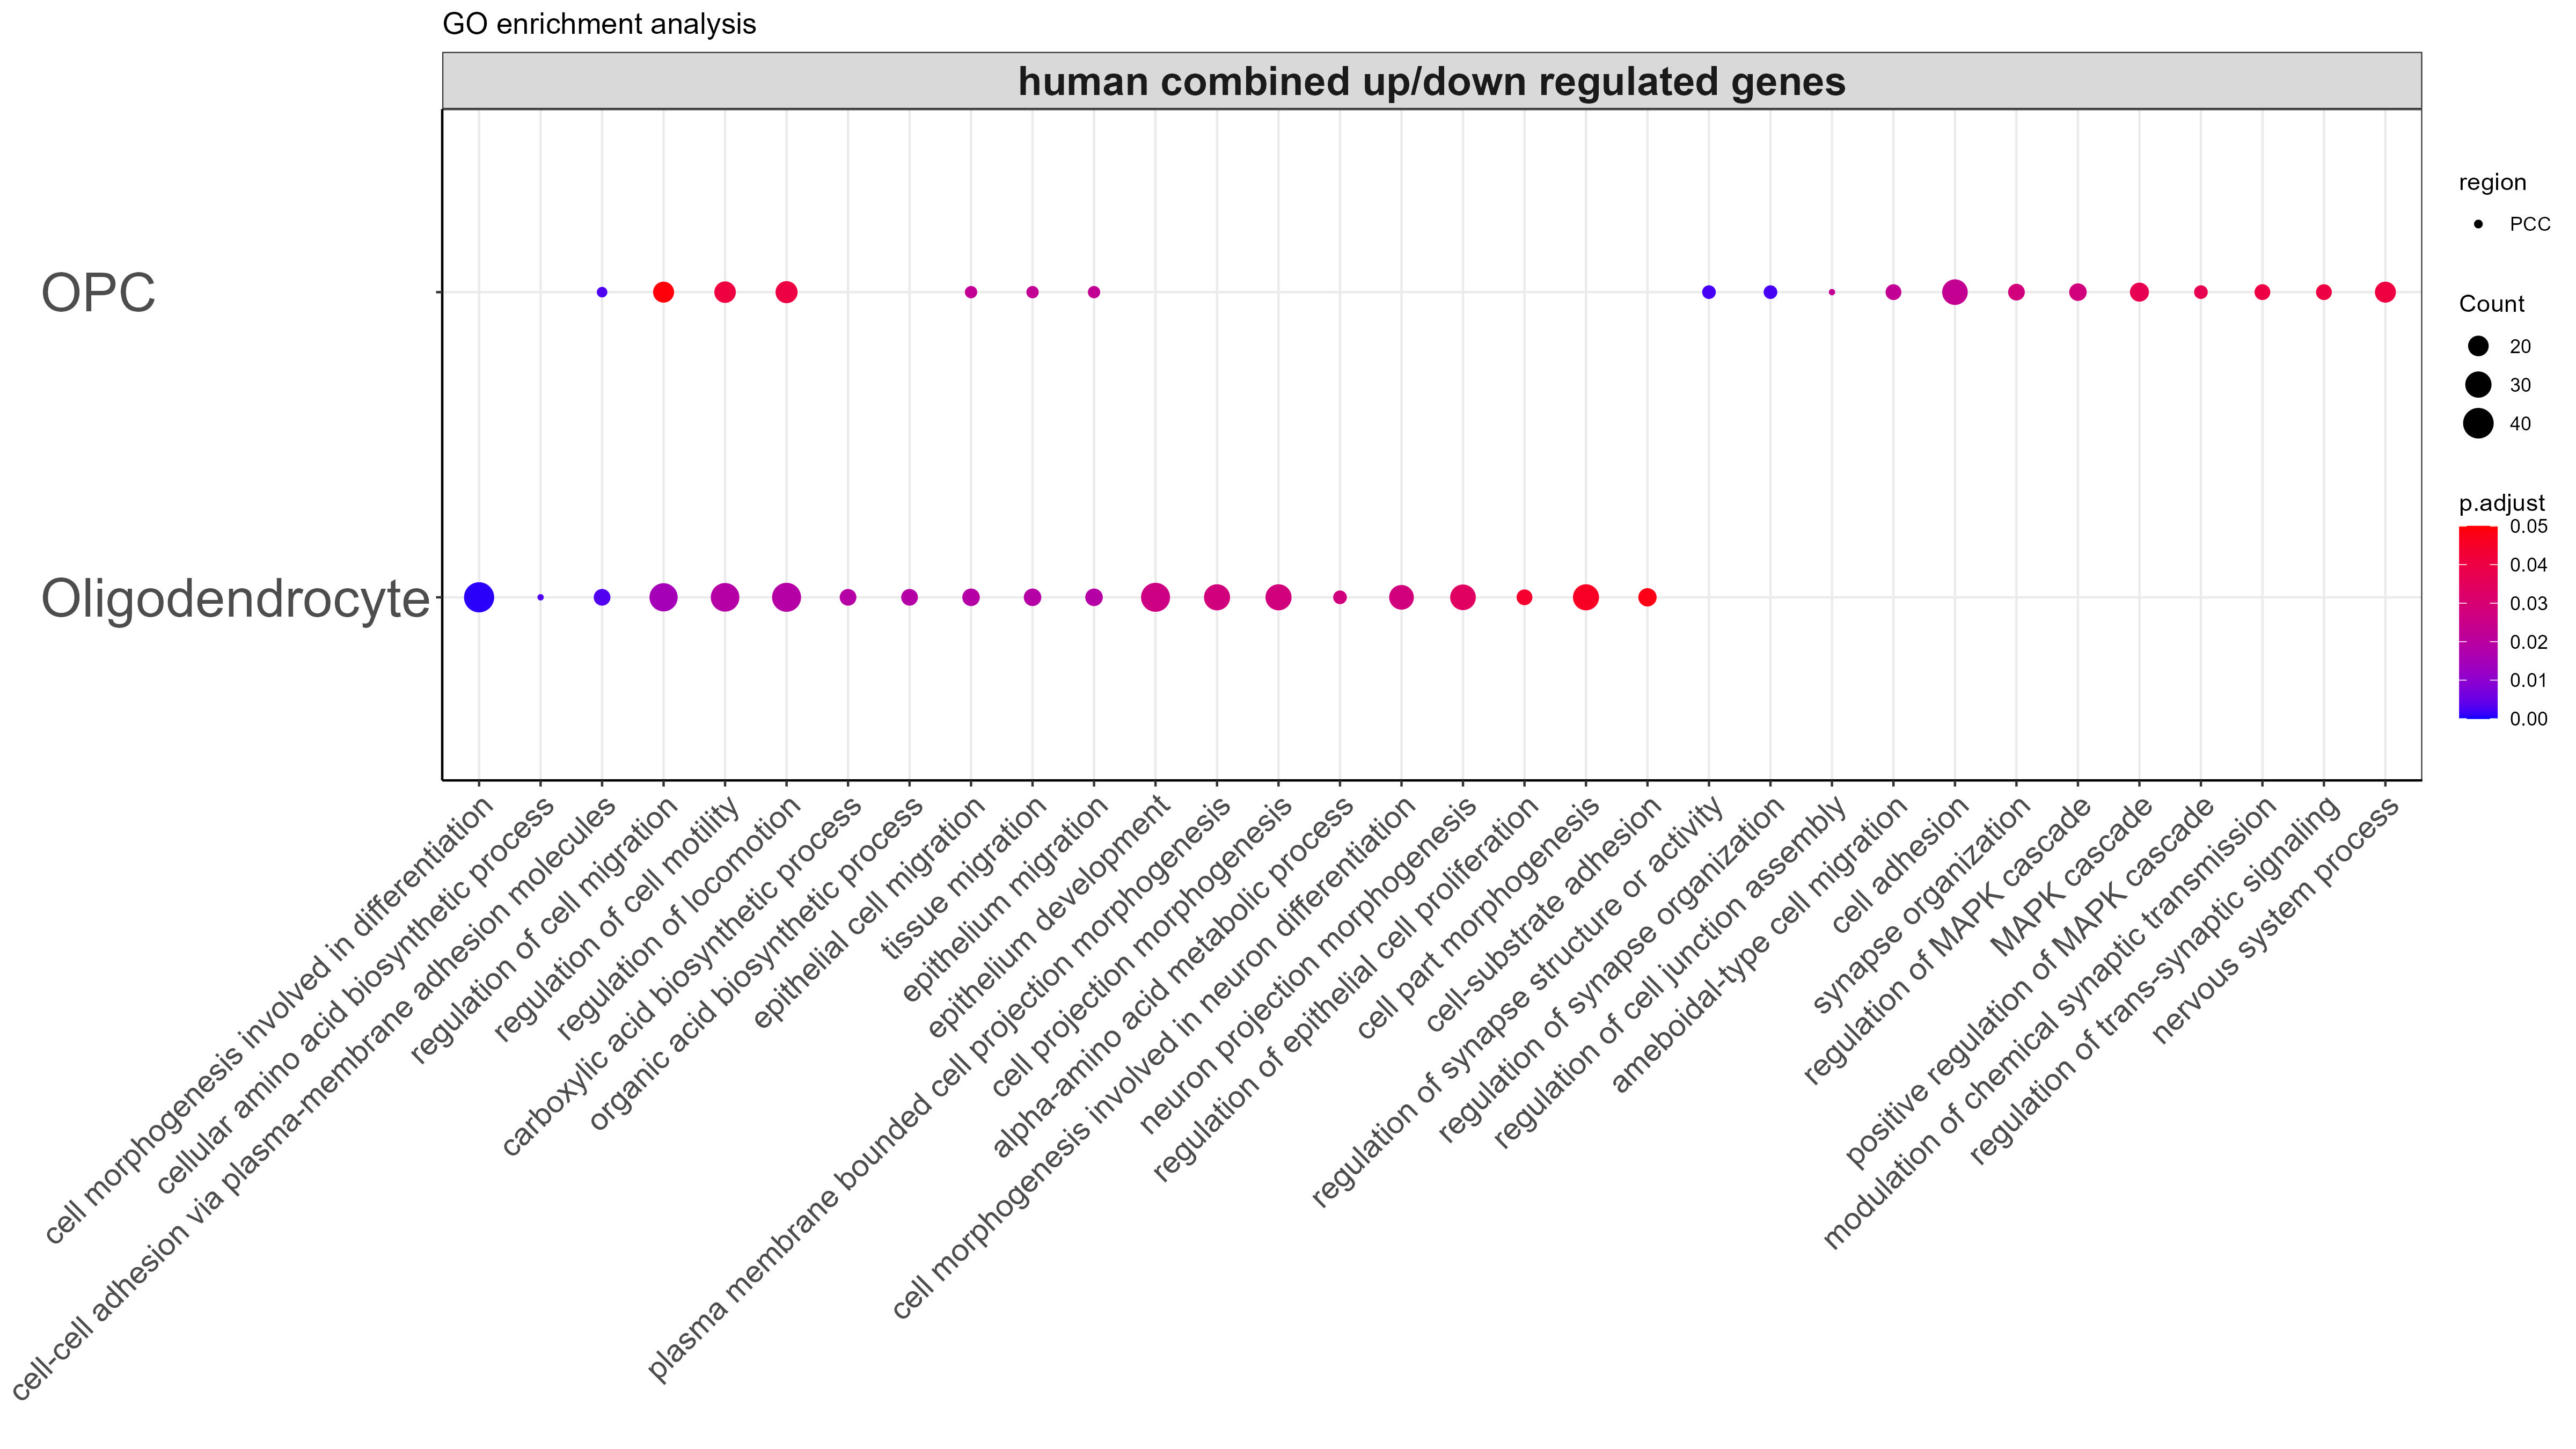 GO enrichment analysis
human combined up/down regulated genes
OPC
Oligodendrocyte
cell morphogenesis involved in differentiation
cellular amino acid biosynthetic process
cell-cell adhesion via plasma-membrane adhesion molecules
regulation of cell migration
regulation of cell motility
regulation of locomotion
carboxylic acid biosynthetic process
organic acid biosynthetic process
epithelial cell migration
tissue migration
epithelium migration
epithelium development
plasma membrane bounded cell projection morphogenesis
cell projection morphogenesis
alpha-amino acid metabolic process
cell morphogenesis involved in neuron differentiation
neuron projection morphogenesis
regulation of epithelial cell proliferation
cell part morphogenesis
cell-substrate adhesion
regulation of synapse structure or activity
regulation of synapse organization
regulation of cell junction assembly
ameboidal-type cell migration
cell adhesion
synapse organization
regulation of MAPK cascade
MAPK cascade
positive regulation of MAPK cascade
modulation of chemical synaptic transmission
regulation of trans-synaptic signaling
nervous system process
region
PCC
Count
20
30
40
p.adjust
0.05
0.04
0.03
0.02
0.01
0.00